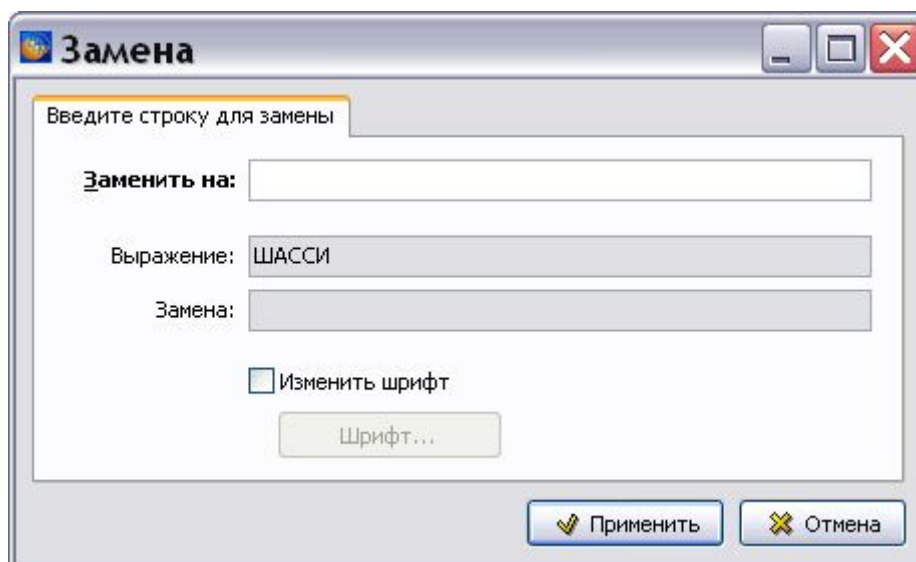 Замена
Введите строку для замены
Заменить на:
Выражение: ШАССИ
Замена:
Изменить шрифт
Шрифт...
Применить Отмена